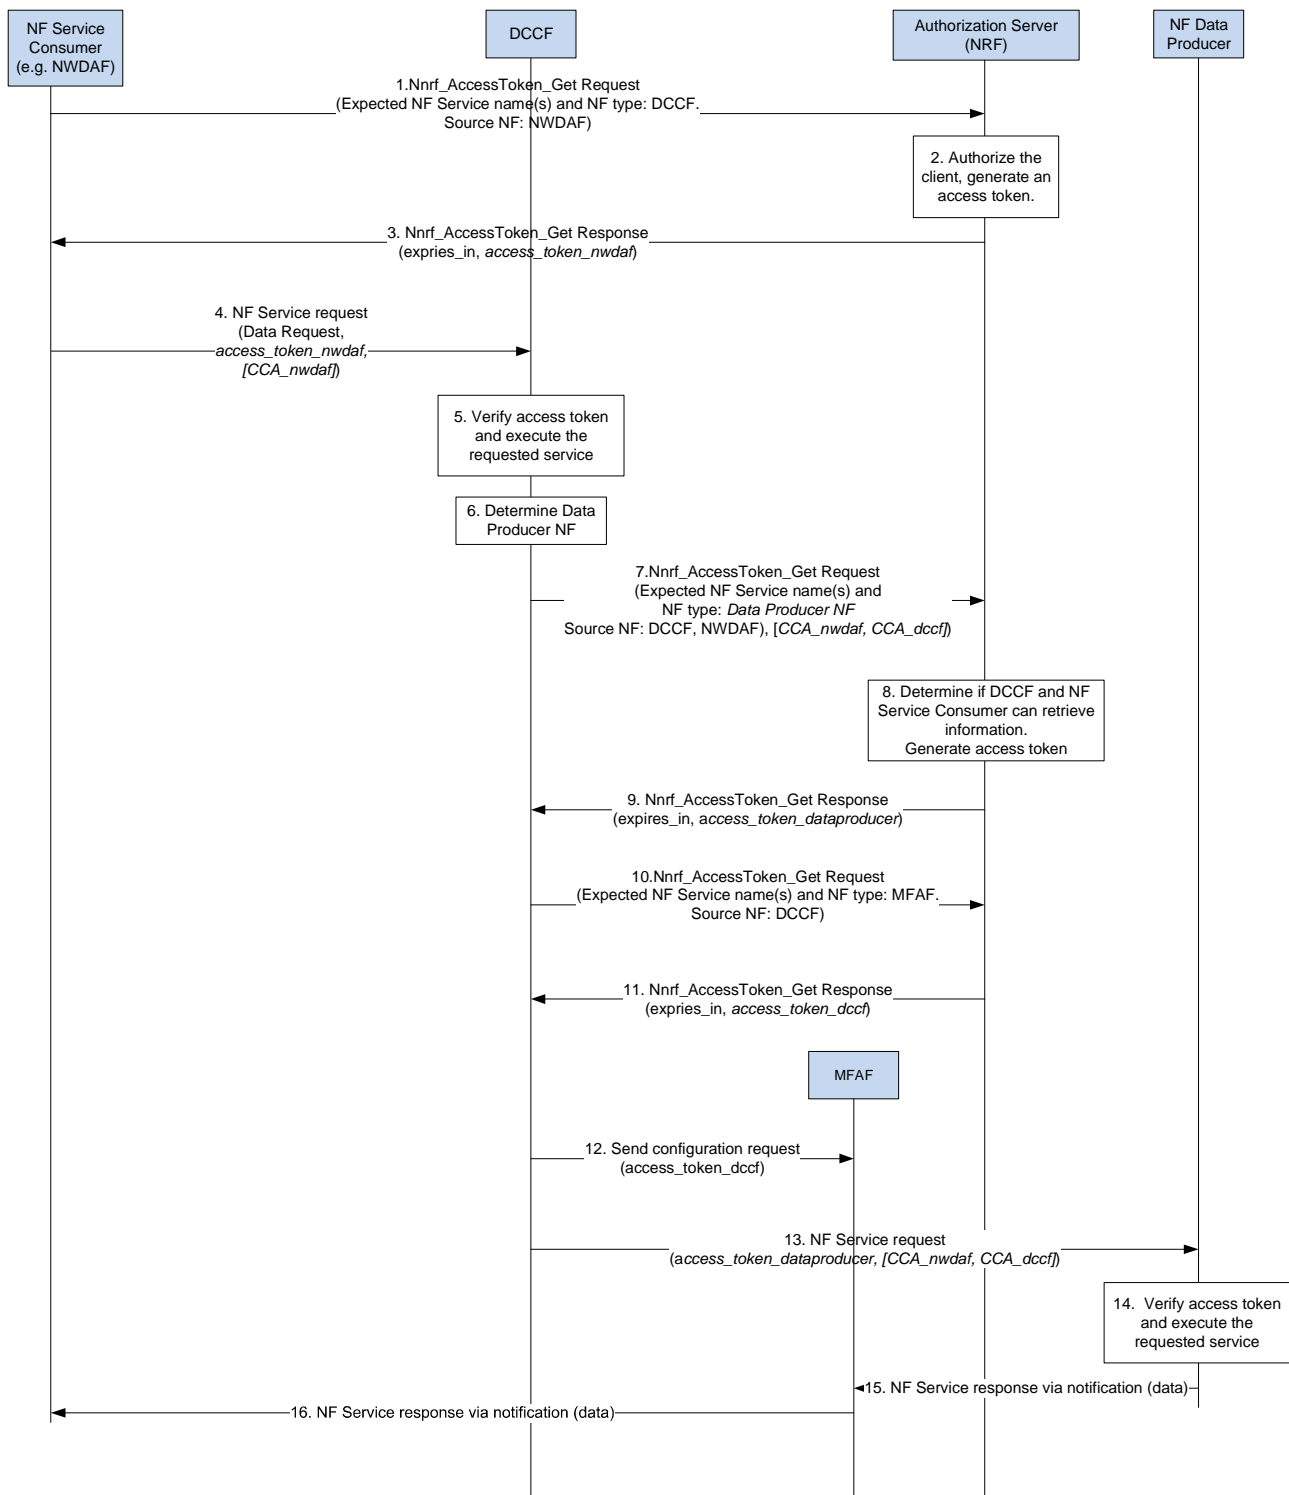 NF Service
Consumer
(e.g. NWDAF)
DCCF
Authorization Server
(NRF)
NF Data
Producer
1.Nnrf_AccessToken_Get Request
(Expected NF Service name(s) and NF type: DCCF.
Source NF: NWDAF)
2. Authorize the
client, generate an
access token.
3. Nnrf_AccessToken_Get Response
(expries_in, access_token_nwdaf)
4. NF Service request
(Data Request,
access_token_nwdaf,
[CCA_nwdaf])
5. Verify access token
and execute the
requested service
6. Determine Data
Producer NF
7.Nnrf_AccessToken_Get Request
(Expected NF Service name(s) and
NF type: Data Producer NF
Source NF: DCCF, NWDAF), [CCA_nwdaf, CCA_dccf])
8. Determine if DCCF and NF
Service Consumer can retrieve
information.
Generate access token
9. Nnrf_AccessToken_Get Response
(expires_in, access_token_dataproducer)
10.Nnrf_AccessToken_Get Request
(Expected NF Service name(s) and NF type: MFAF.
Source NF: DCCF)
11. Nnrf_AccessToken_Get Response
(expries_in, access_token_dccf)
MFAF
12. Send configuration request
(access_token_dccf)
13. NF Service request
(access_token_dataproducer, [CCA_nwdaf, CCA_dccf])
14. Verify access token
and execute the
requested service
15. NF Service response via notification (data)
16. NF Service response via notification (data)